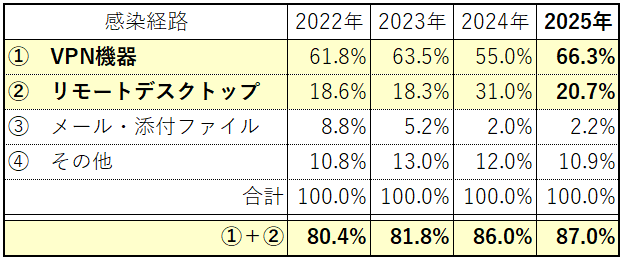 感染経路 2022年 2023年 2024年 2025年
① VPN機器 61.8% 63.5% 55.0% 66.3%
② リモートデスクトップ 18.6% 18.3% 31.0% 20.7%
③ メール・添付ファイル 8.8% 5.2% 2.0% 2.2%
④ その他 10.8% 13.0% 12.0% 10.9%
合計 100.0% 100.0% 100.0% 100.0%
①＋② 80.4% 81.8% 86.0% 87.0%